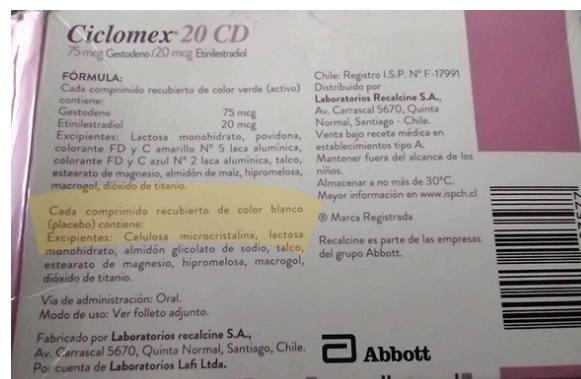 Ciclomex® 20 CD
75 mcg Gestodeno/20 mcg Etinilestradiol
FÓRMULA:
Cada comprimido recubierto de color verde (activo)
contiene:
Gestodeno 75 mcg
Etinilestradiol 20 mcg
Excipientes: Lactosa monohidrato, povidona,
colorante FD y C amarillo N° 5 laca alumínica,
colorante FD y C azul N° 2 laca alumínica, talco,
estearato de magnesio, almidón de maíz, hipromelosa,
macrogol, dióxido de titanio.
Cada comprimido recubierto de color blanco
(placebo) contiene:
Excipientes: Celulosa microcristalina, lactosa
monohidrato, almidón glicolato de sodio, talco,
estearato de magnesio, hipromelosa, macrogol,
dióxido de titanio.
Vía de administración: Oral.
Modo de uso: Ver folleto adjunto.
Fabricado por Laboratorios recalcine S.A.,
Av. Carrascal 5670, Quinta Normal, Santiago, Chile.
Po. cuenta de Laboratorios Lafi Ltda.
Chile: Registro I.S.P. N° F-17991
Distribuido por
Laboratorios Recalcine S.A.,
Av. Carrascal 5670, Quinta
Normal, Santiago - Chile.
Venta bajo receta médica en
establecimientos tipo A.
Mantener fuera del alcance de los
niños.
Almacenar a no más de 30°C.
Mayor información en www.ispch.cl
® Marca Registrada
Recalcine es parte de las empresas
del grupo Abbott.
Abbott